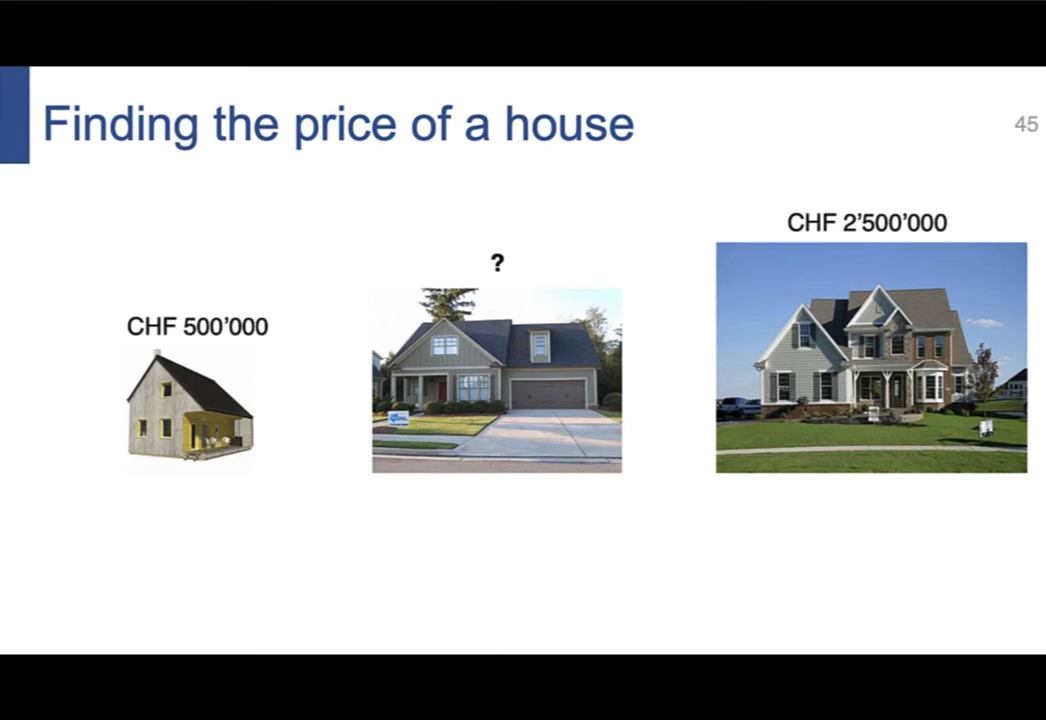 Finding the price of a house
45
CHF 500’000
?
CHF 2’500’000